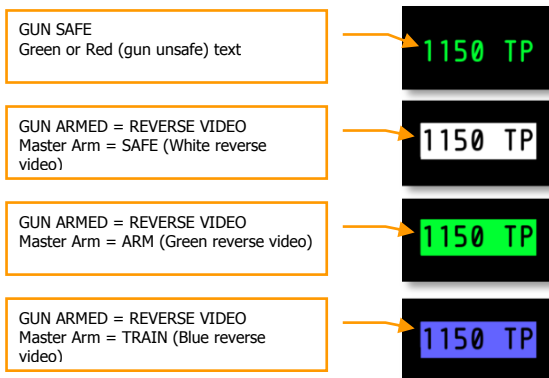 GUN SAFE
Green or Red (gun unsafe) text
1150 TP
GUN ARMED = REVERSE VIDEO
Master Arm = SAFE (White reverse
video)
1150 TP
GUN ARMED = REVERSE VIDEO
Master Arm = ARM (Green reverse video)
1150 TP
GUN ARMED = REVERSE VIDEO
Master Arm = TRAIN (Blue reverse
video)
1150 TP